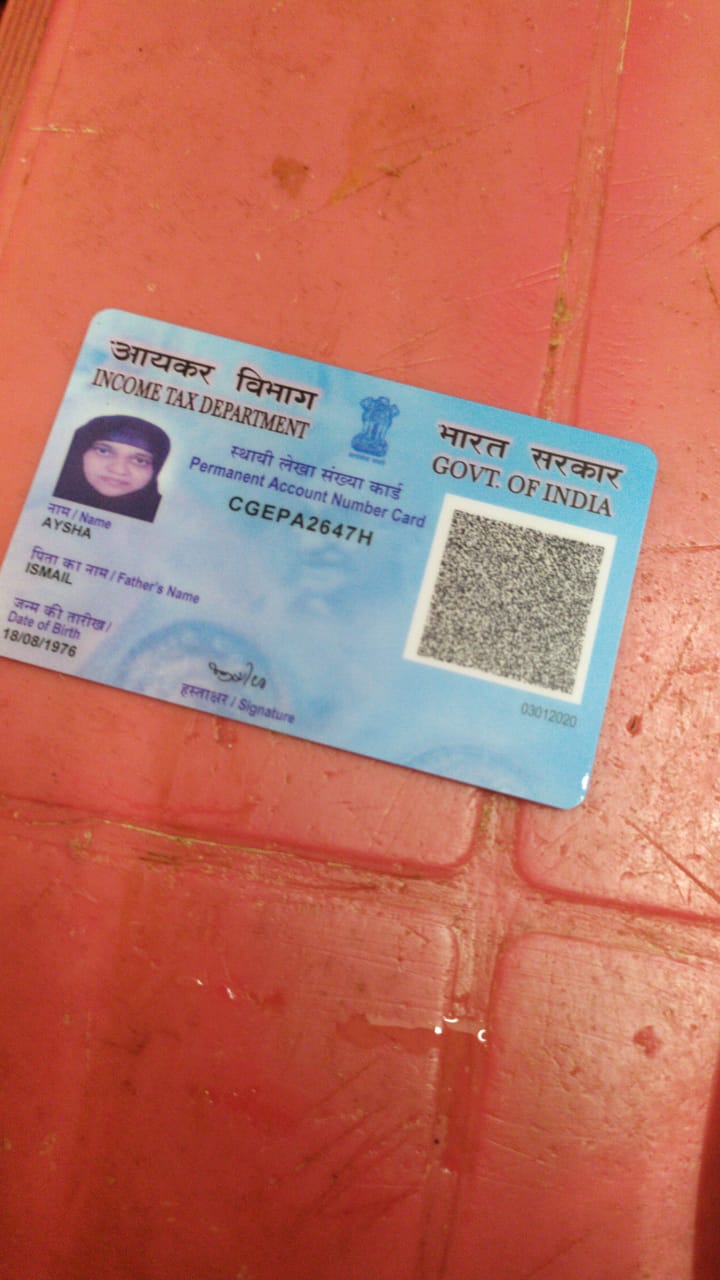 आयकर विभाग
INCOME TAX DEPARTMENT
भारत सरकार
GOVT. OF INDIA
स्थायी लेखा संख्या कार्ड
Permanent Account Number Card
CGEPA2647H
नाम / Name
AYSHA
पिता का नाम / Father's Name
ISMAIL
जन्म की तारीख /
Date of Birth
18/08/1976
हस्ताक्षर / Signature
03012020